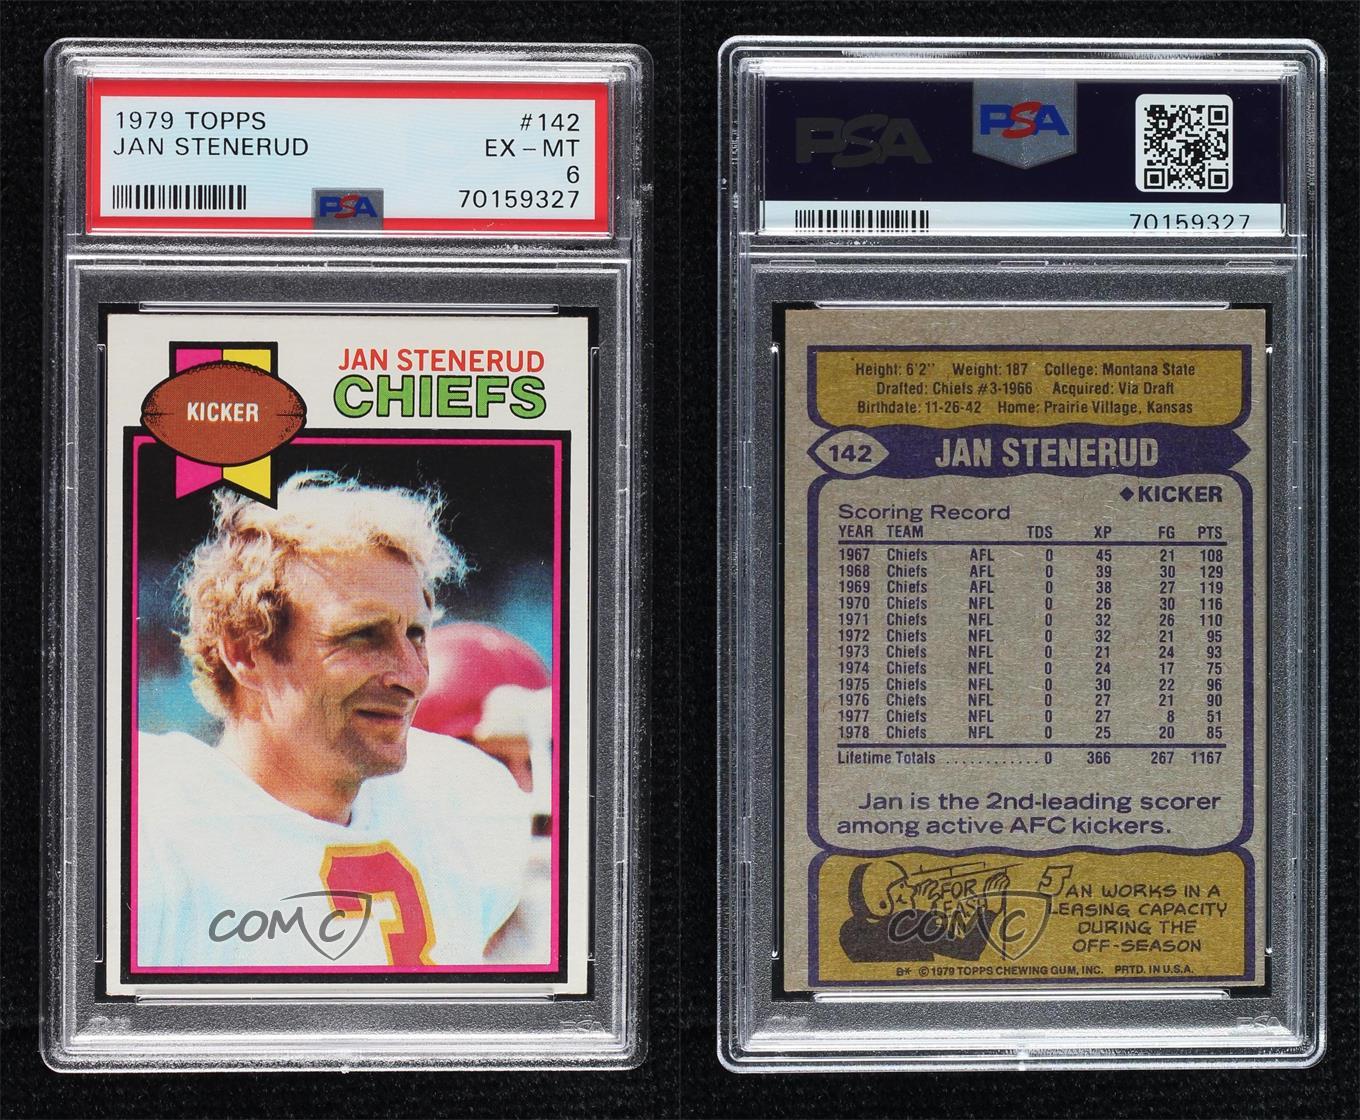 1979 TOPPS #142
JAN STENERUD EX - MT
6
70159327
PSA
JAN STENERUD
CHIEFS
KICKER
COMC
PSA
PSA
70159327
Height: 6'2" Weight: 187 College: Montana State
Drafted: Chiefs #3-1966 Acquired: Via Draft
Birthdate: 11-26-42 Home: Prairie Village, Kansas
142 JAN STENERUD
◆KICKER
Scoring Record
YEAR TEAM TDS XP FG PTS
1967 Chiefs AFL 0 45 21 108
1968 Chiefs AFL 0 39 30 129
1969 Chiefs AFL 0 38 27 119
1970 Chiefs NFL 0 26 30 116
1971 Chiefs NFL 0 32 26 110
1972 Chiefs NFL 0 32 21 95
1973 Chiefs NFL 0 21 24 93
1974 Chiefs NFL 0 24 17 75
1975 Chiefs NFL 0 30 22 96
1976 Chiefs NFL 0 27 21 90
1977 Chiefs NFL 0 27 8 51
1978 Chiefs NFL 0 25 20 85
Lifetime Totals ............ 0 366 267 1167
Jan is the 2nd-leading scorer
among active AFC kickers.
FOR
LEASE
COMC
JAN WORKS IN A
LEASING CAPACITY
DURING THE
OFF-SEASON
B* © 1979 TOPPS CHEWING GUM, INC. PRTD. IN U.S.A.